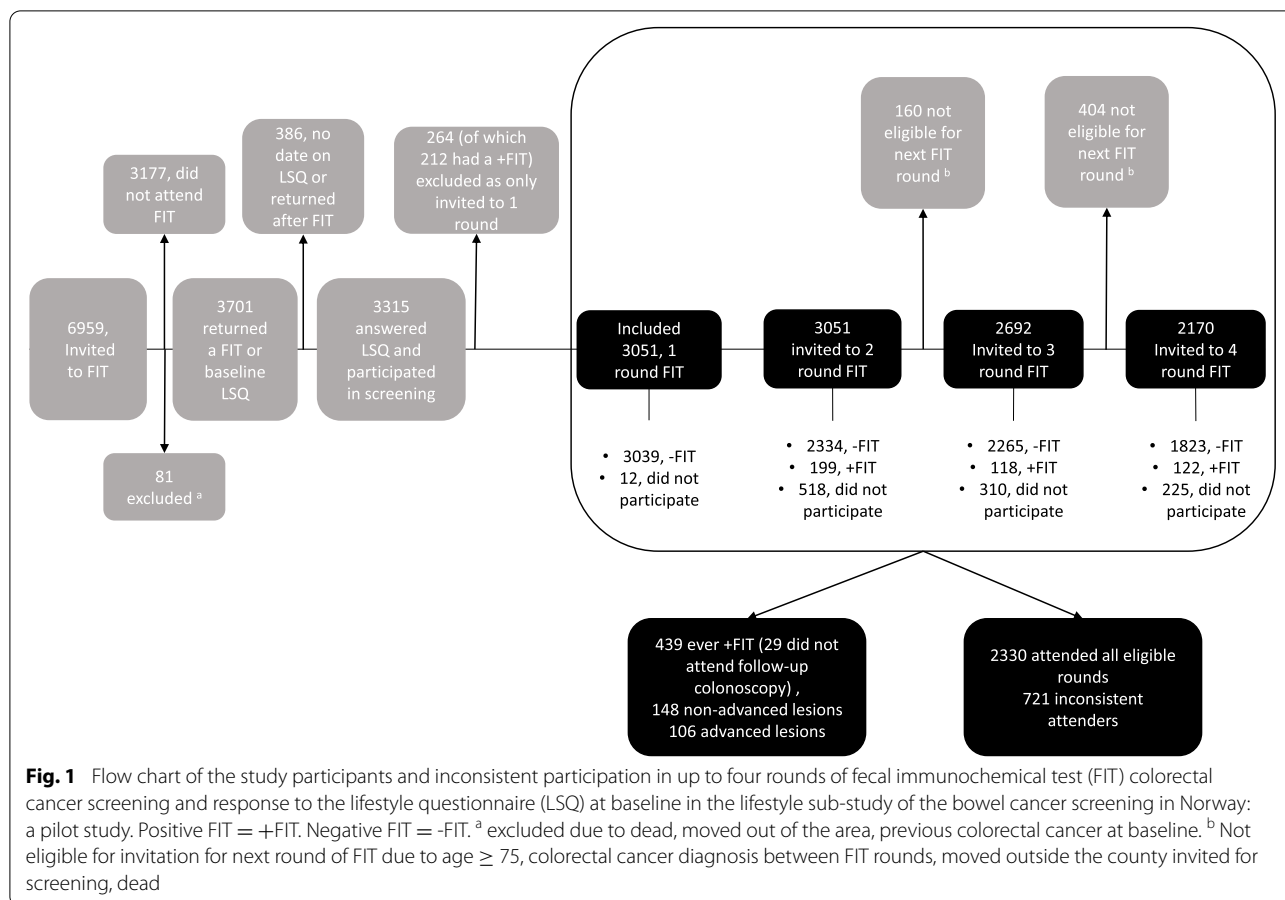 3177, did
not attend
FIT
386, no
date on
LSQ or
returned
after FIT
264 (of which
212 had a +FIT)
excluded as only
invited to 1
round
160 not
eligible for
next FIT
round b
404 not
eligible for
next FIT
round b
6959,
Invited
to FIT
3701
returned
a FIT or
baseline
LSQ
3315
answered
LSQ and
participated
in screening
Included
3051, 1
round FIT
3051
invited to 2
round FIT
2692
Invited to 3
round FIT
2170
Invited to 4
round FIT
81
excluded a
• 3039, -FIT
• 12, did not
participate
• 2334, -FIT
• 199, +FIT
• 518, did not
participate
• 2265, -FIT
• 118, +FIT
• 310, did not
participate
• 1823, -FIT
• 122, +FIT
• 225, did not
participate
439 ever +FIT (29 did not
attend follow-up
colonoscopy) ,
148 non-advanced lesions
106 advanced lesions
2330 attended all eligible
rounds
721 inconsistent
attenders
Fig. 1 Flow chart of the study participants and inconsistent participation in up to four rounds of fecal immunochemical test (FIT) colorectal
cancer screening and response to the lifestyle questionnaire (LSQ) at baseline in the lifestyle sub-study of the bowel cancer screening in Norway:
a pilot study. Positive FIT = +FIT. Negative FIT = -FIT. a excluded due to dead, moved out of the area, previous colorectal cancer at baseline. b Not
eligible for invitation for next round of FIT due to age ≥ 75, colorectal cancer diagnosis between FIT rounds, moved outside the county invited for
screening, dead